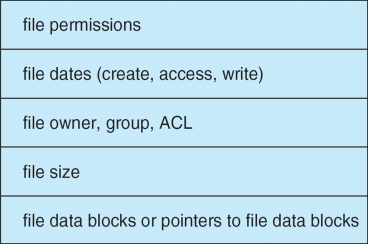 file permissions
file dates (create, access, write)
file owner, group, ACL
file size
file data blocks or pointers to file data blocks